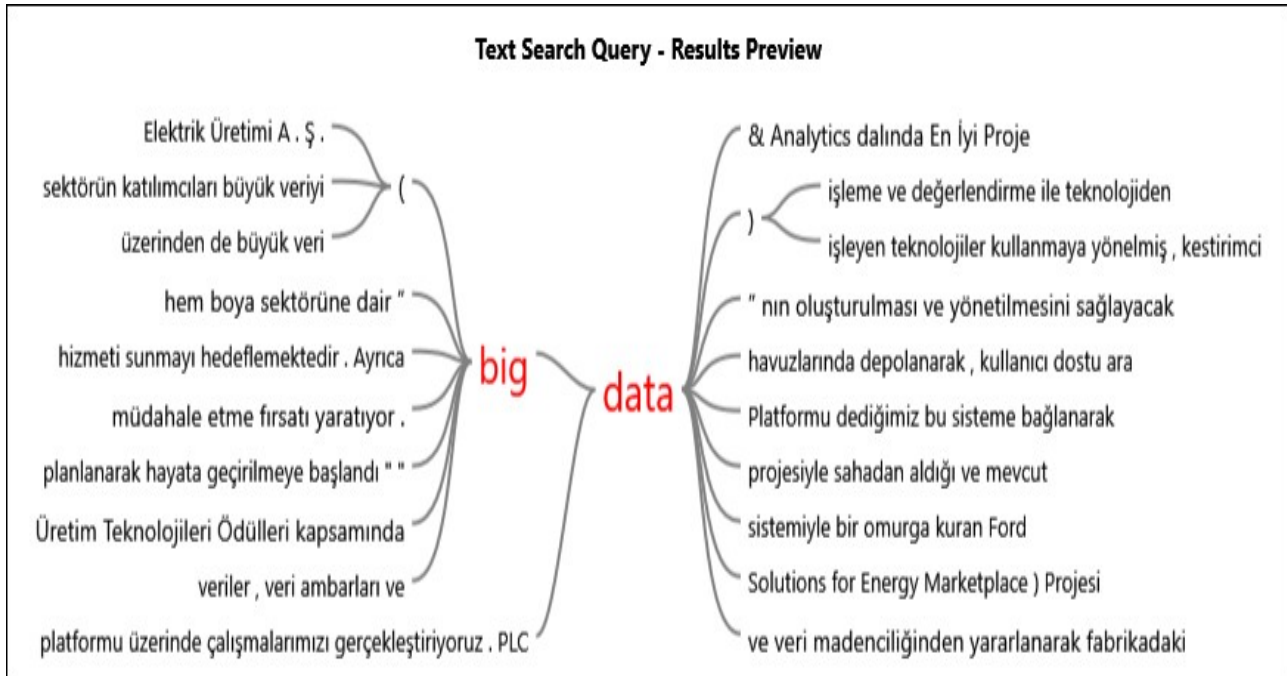 Text Search Query - Results Preview
Elektrik Üretimi A . Ş .
sektörün katılımcıları büyük veriyi
üzerinden de büyük veri
(
hem boya sektörüne dair "
hizmeti sunmayı hedeflemektedir . Ayrıca
müdahale etme fırsatı yaratıyor .
planlanarak hayata geçirilmeye başlandı " "
Üretim Teknolojileri Ödülleri kapsamında
veriler , veri ambarları ve
platformu üzerinde çalışmalarımızı gerçekleştiriyoruz . PLC
big
data
& Analytics dalında En İyi Proje
)
işleme ve değerlendirme ile teknolojiden
işleyen teknolojiler kullanmaya yönelmiş , kestirimci
" nın oluşturulması ve yönetilmesini sağlayacak
havuzlarında depolanarak , kullanıcı dostu ara
Platformu dediğimiz bu sisteme bağlanarak
projesiyle sahadan aldığı ve mevcut
sistemiyle bir omurga kuran Ford
Solutions for Energy Marketplace ) Projesi
ve veri madenciliğinden yararlanarak fabrikadaki